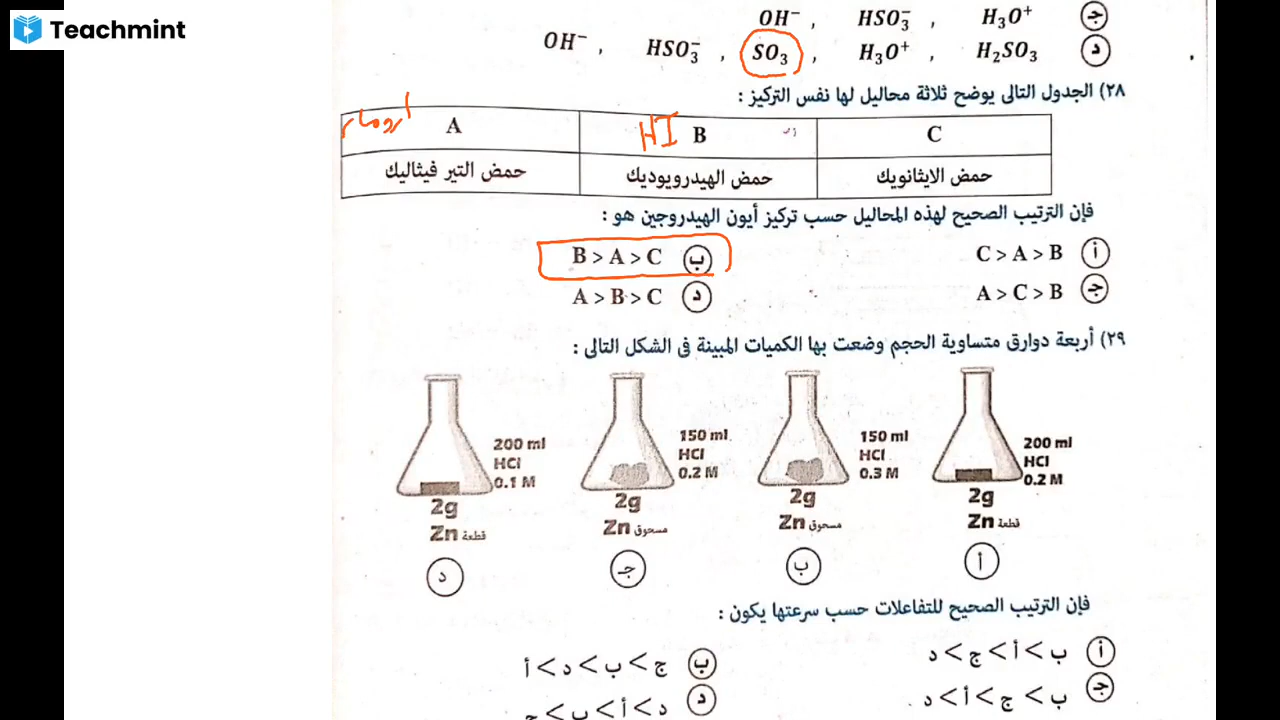 Teachmint
ج OH⁻ , HSO₃⁻ , H₃O⁺
د OH⁻ , HSO₃⁻ , SO₃ , H₃O⁺ , H₂SO₃
٢٨) الجدول التالى يوضح ثلاثة محاليل لها نفس التركيز :
A HI B C
حمض التير فيثاليك حمض الهيدرويوديك حمض الايثانويك
فإن الترتيب الصحيح لهذه المحاليل حسب تركيز أيون الهيدروجين هو :
أ C > A > B ب B > A > C
ج A > C > B د A > B > C
٢٩) أربعة دوارق متساوية الحجم وضعت بها الكميات المبينة فى الشكل التالى :
200 ml 150 ml 150 ml 200 ml
HCl HCl HCl HCl
0.1 M 0.2 M 0.3 M 0.2 M
2g 2g 2g 2g
Zn قطعة Zn مسحوق Zn مسحوق Zn قطعة
د ج ب أ
فإن الترتيب الصحيح للتفاعلات حسب سرعتها يكون :
أ ب < أ < ج < د ب ج < ب < د < أ
ج ب < ج < أ < د د د < أ < ب < ج